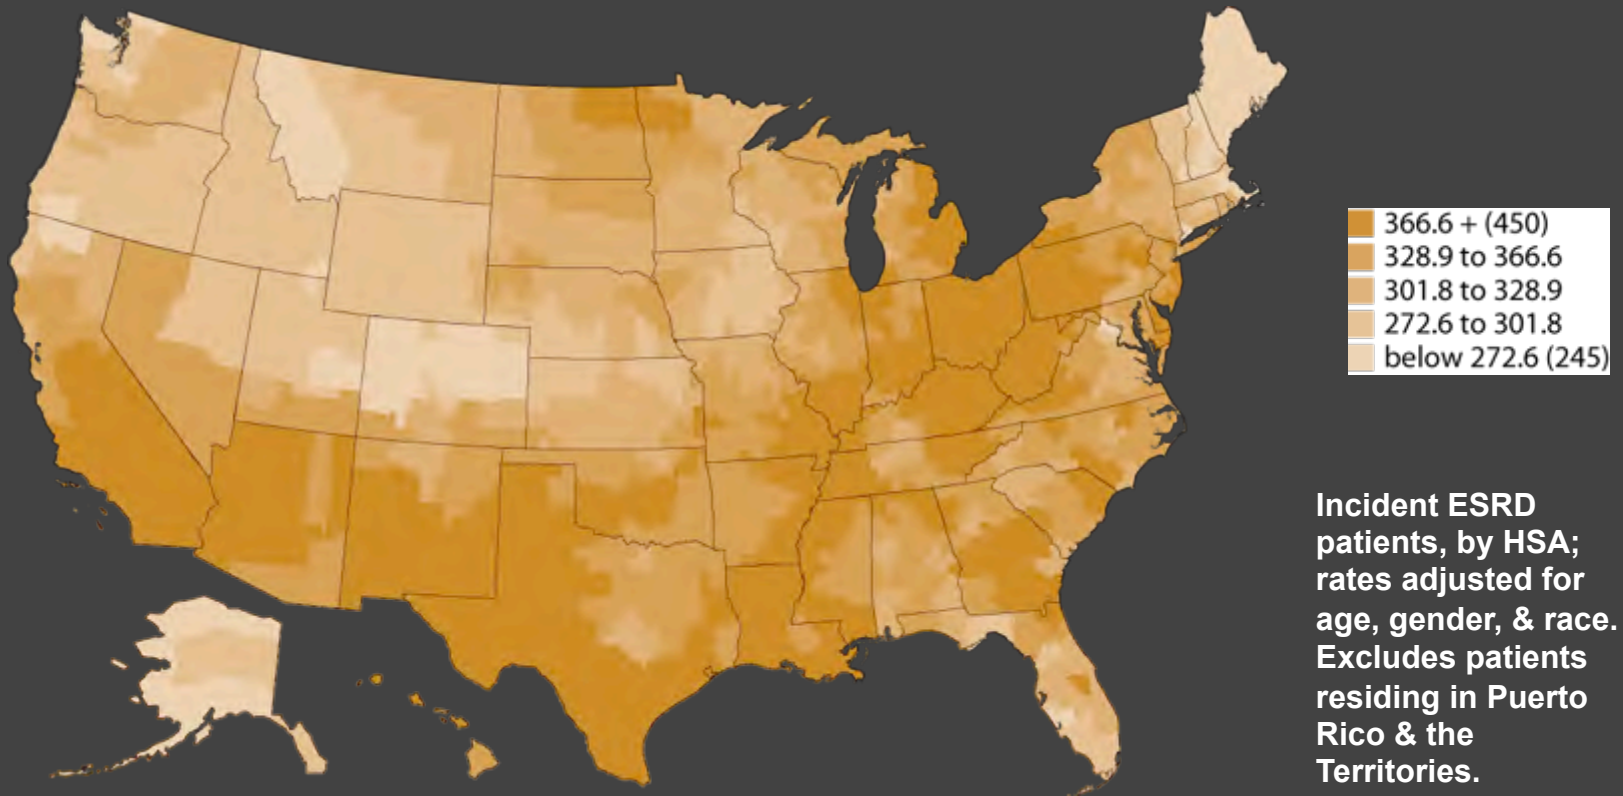 366.6 + (450)
328.9 to 366.6
301.8 to 328.9
272.6 to 301.8
below 272.6 (245)
Incident ESRD
patients, by HSA;
rates adjusted for
age, gender, & race.
Excludes patients
residing in Puerto
Rico & the
Territories.